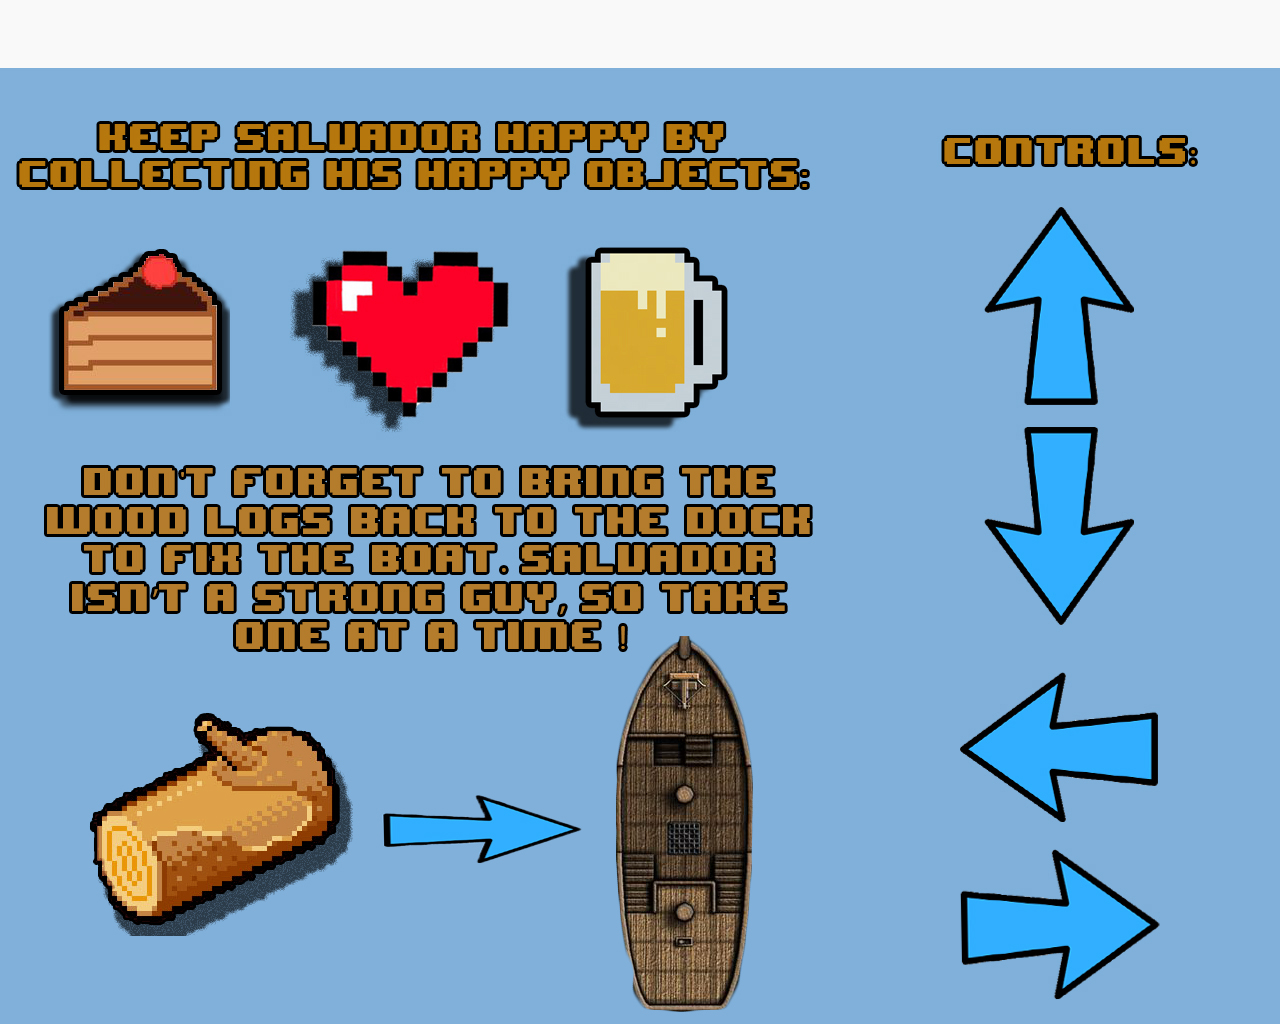 KEEP SALVADOR HAPPY BY
COLLECTING HIS HAPPY OBJECTS:
CONTROLS:
DON'T FORGET TO BRING THE
WOOD LOGS BACK TO THE DOCK
TO FIX THE BOAT. SALVADOR
ISN'T A STRONG GUY, SO TAKE
ONE AT A TIME !